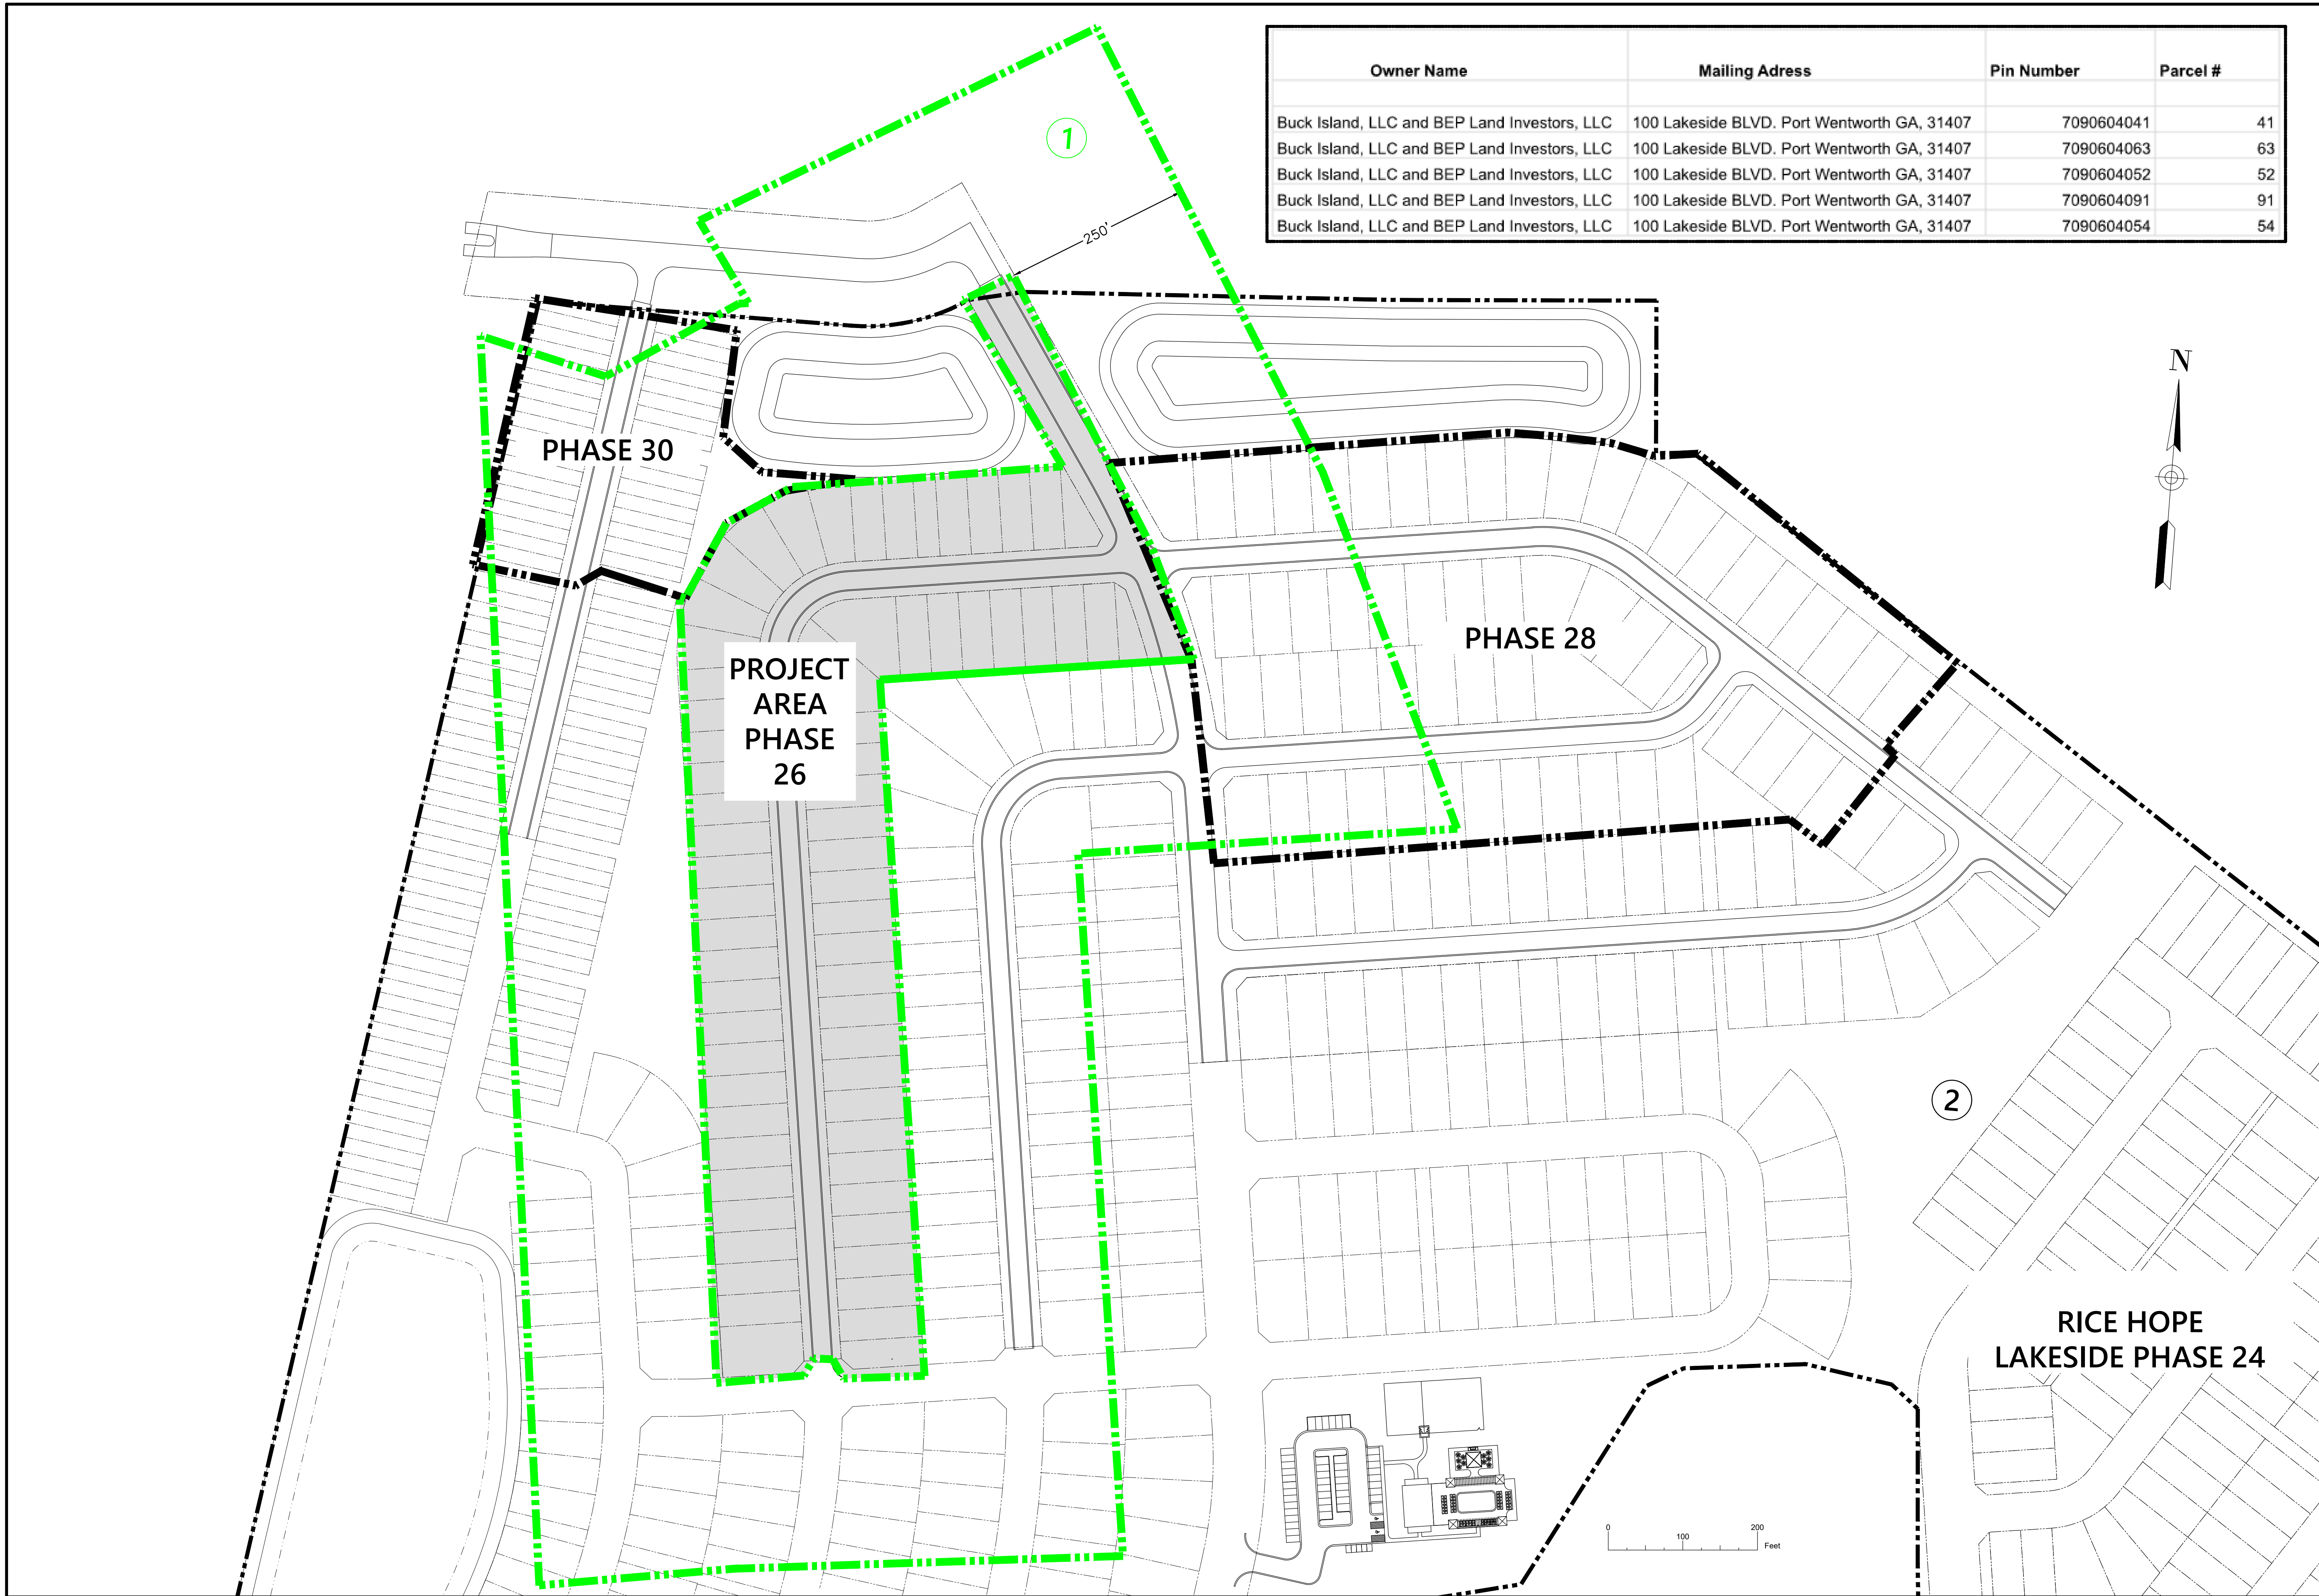 Owner Name Mailing Adress Pin Number Parcel #
Buck Island, LLC and BEP Land Investors, LLC 100 Lakeside BLVD. Port Wentworth GA, 31407 7090604041 41
Buck Island, LLC and BEP Land Investors, LLC 100 Lakeside BLVD. Port Wentworth GA, 31407 7090604063 63
Buck Island, LLC and BEP Land Investors, LLC 100 Lakeside BLVD. Port Wentworth GA, 31407 7090604052 52
Buck Island, LLC and BEP Land Investors, LLC 100 Lakeside BLVD. Port Wentworth GA, 31407 7090604091 91
Buck Island, LLC and BEP Land Investors, LLC 100 Lakeside BLVD. Port Wentworth GA, 31407 7090604054 54
1
250'
N
PHASE 30
PHASE 28
PROJECT
AREA
PHASE
26
2
RICE HOPE
LAKESIDE PHASE 24
0 100 200
Feet